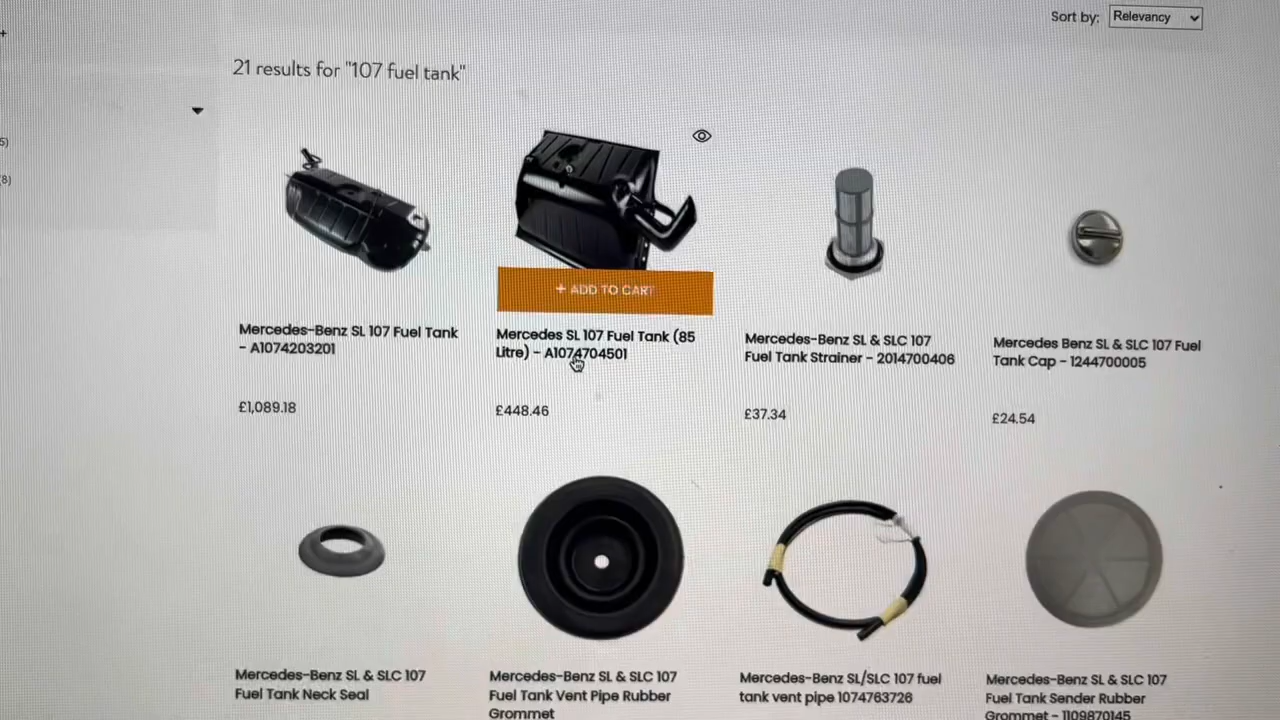 Sort by:
Relevancy
+
21 results for "107 fuel tank"
5)
(8)
+ ADD TO CART
Mercedes-Benz SL 107 Fuel Tank
- A1074203201
£1,089.18
Mercedes SL 107 Fuel Tank (85
Litre) - A1074704501
£448.46
Mercedes-Benz SL & SLC 107
Fuel Tank Strainer - 2014700406
£37.34
Mercedes Benz SL & SLC 107 Fuel
Tank Cap - 1244700005
£24.54
Mercedes-Benz SL & SLC 107
Fuel Tank Neck Seal
Mercedes-Benz SL & SLC 107
Fuel Tank Vent Pipe Rubber
Grommet
Mercedes-Benz SL/SLC 107 fuel
tank vent pipe 1074763726
Mercedes-Benz SL & SLC 107
Fuel Tank Sender Rubber
Grommet - 1109870145